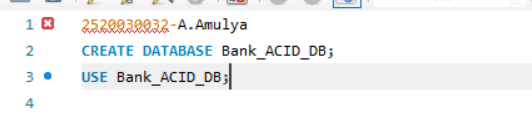 1 2520030032-A.Amulya
2 CREATE DATABASE Bank_ACID_DB;
3 USE Bank_ACID_DB;
4